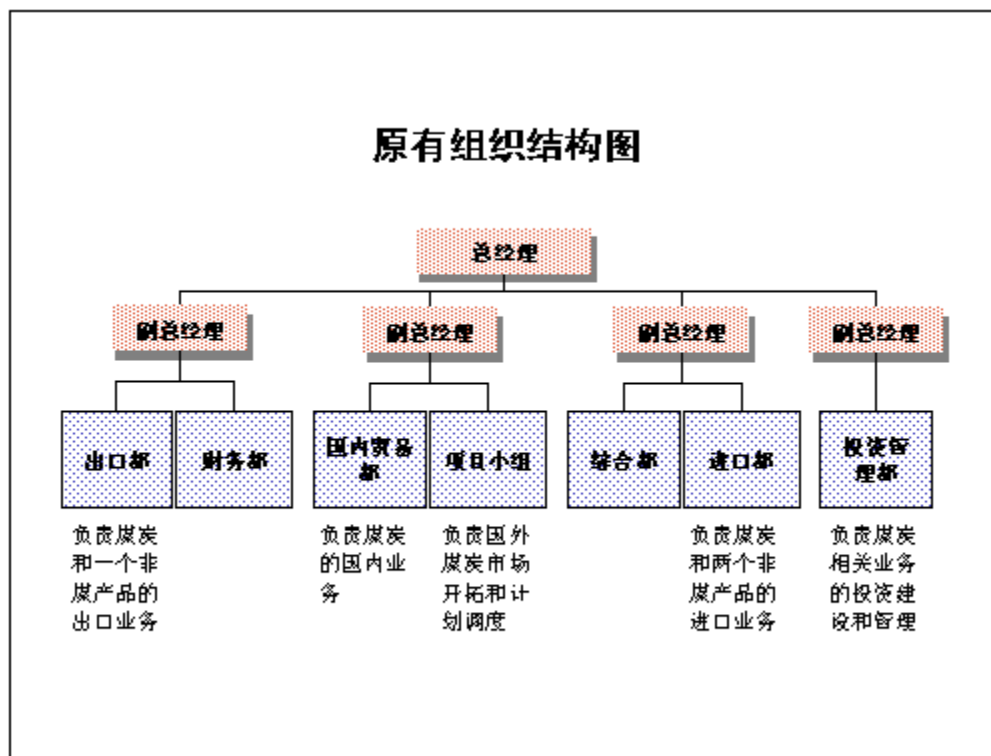 原有组织结构图
总经理
副总经理
副总经理
副总经理
副总经理
出口部
财务部
国内贸易
部
项目小组
综合部
进口部
投资管
理部
负责煤炭
和一个非
煤产品的
出口业务
负责煤炭
的国内业
务
负责国外
煤炭市场
开拓和计
划调度
负责煤炭
和两个非
煤产品的
进口业务
负责煤炭
相关业务
的投资建
设和管理